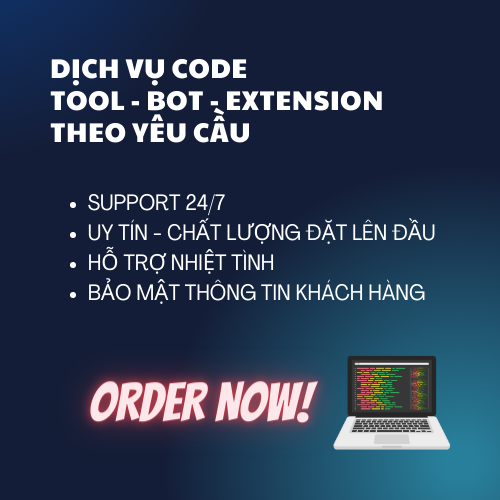 DỊCH VỤ CODE
TOOL - BOT - EXTENSION
THEO YÊU CẦU
• SUPPORT 24/7
• UY TÍN - CHẤT LƯỢNG ĐẶT LÊN ĐẦU
• HỖ TRỢ NHIỆT TÌNH
• BẢO MẬT THÔNG TIN KHÁCH HÀNG
ORDER NOW!